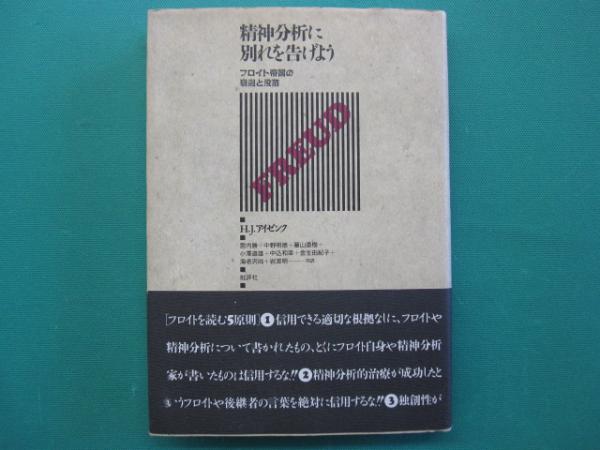 精神分析に
別れを告げよう
フロイト帝国の
衰退と没落
FREUD
H.J.アイゼンク
宮内勝+中野明徳+藤山直樹+
小澤道雄+中込和幸+金生由紀子+
海老沢尚+岩波明 共訳
批評社
[フロイトを読む5原則]❶信用できる適切な根拠なしに、フロイトや
精神分析について書かれたもの、とくにフロイト自身や精神分析
家が書いたものは信用するな!!❷精神分析的治療が成功したと
いうフロイトや後継者の言葉を絶対に信用するな!!❸独創性が